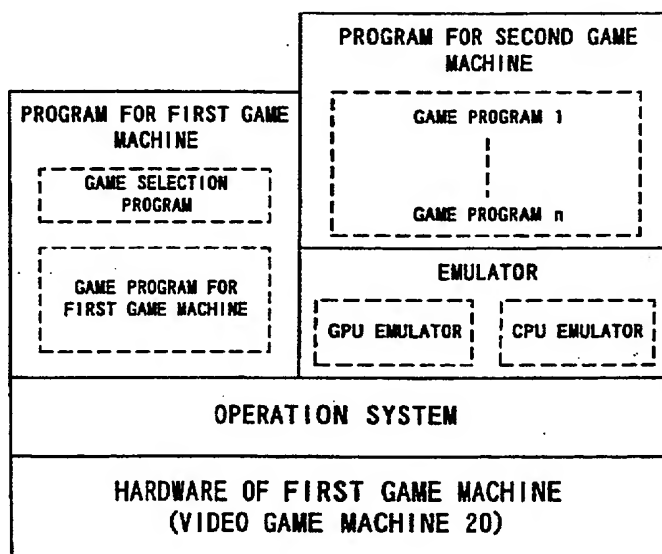 PROGRAM FOR SECOND GAME
MACHINE
GAME PROGRAM 1
GAME PROGRAM n
PROGRAM FOR FIRST GAME
MACHINE
GAME SELECTION
PROGRAM
GAME PROGRAM FOR
FIRST GAME MACHINE
EMULATOR
GPU EMULATOR
CPU EMULATOR
OPERATION SYSTEM
HARDWARE OF FIRST GAME MACHINE
(VIDEO GAME MACHINE 20)